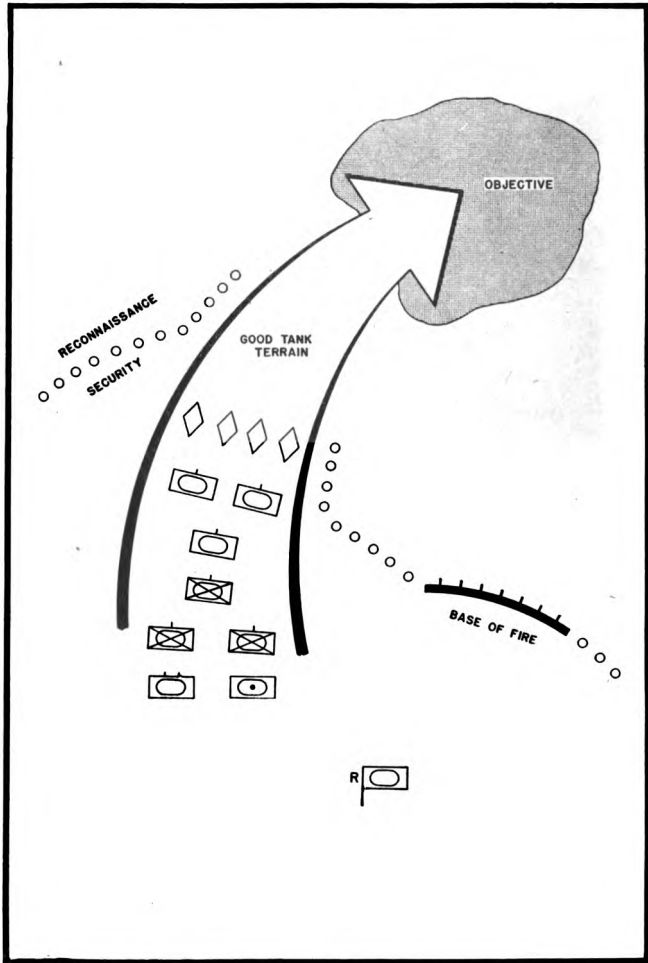 OBJECTIVE
RECONNAISSANCE
SECURITY
GOOD TANK
TERRAIN
BASE OF FIRE
R